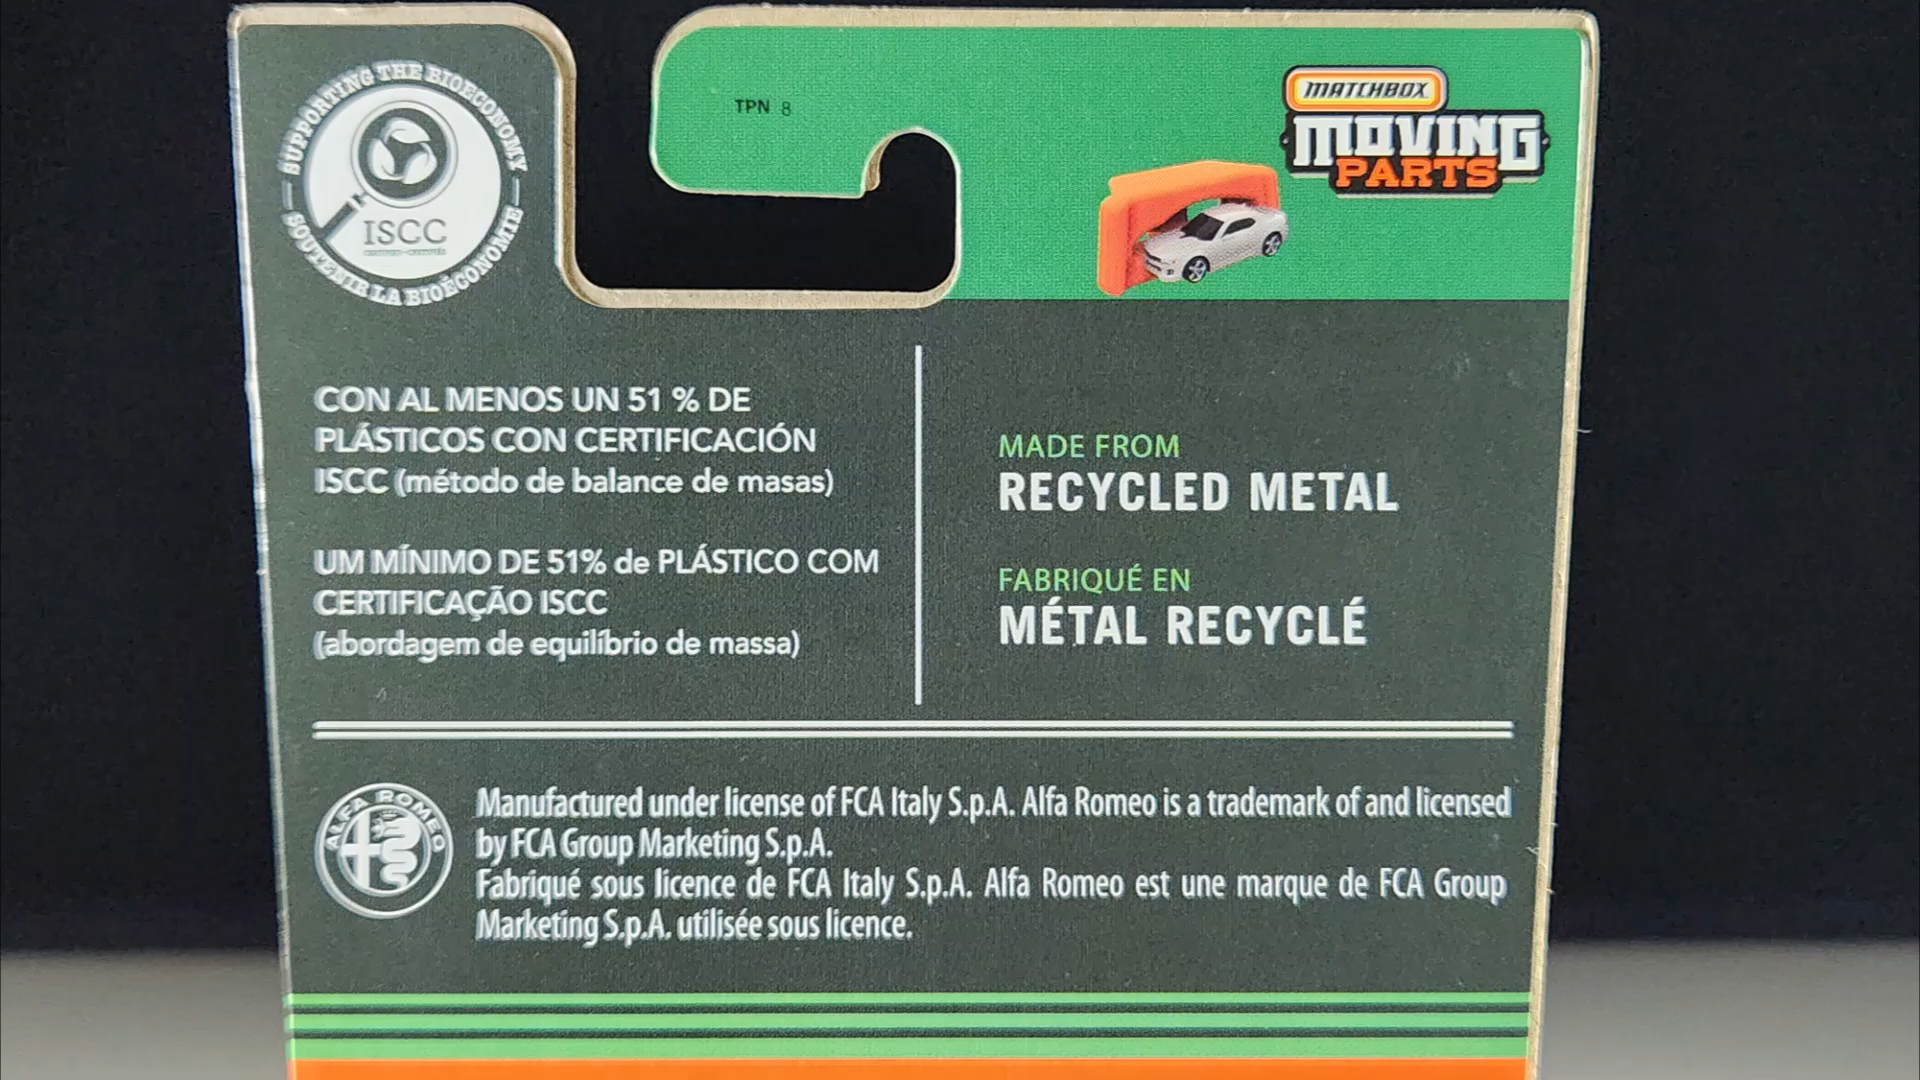 SUPPORTING THE BIOECONOMY
ISCC
SOUTENIR LA BIOÉCONOMIE
TPN 8
MATCHBOX
MOVING
PARTS
CON AL MENOS UN 51 % DE
PLÁSTICOS CON CERTIFICACIÓN
ISCC (método de balance de masas)
UM MÍNIMO DE 51% de PLÁSTICO COM
CERTIFICAÇÃO ISCC
(abordagem de equilíbrio de massa)
MADE FROM
RECYCLED METAL
FABRIQUÉ EN
MÉTAL RECYCLÉ
ALFA ROMEO
Manufactured under license of FCA Italy S.p.A. Alfa Romeo is a trademark of and licensed
by FCA Group Marketing S.p.A.
Fabriqué sous licence de FCA Italy S.p.A. Alfa Romeo est une marque de FCA Group
Marketing S.p.A. utilisée sous licence.